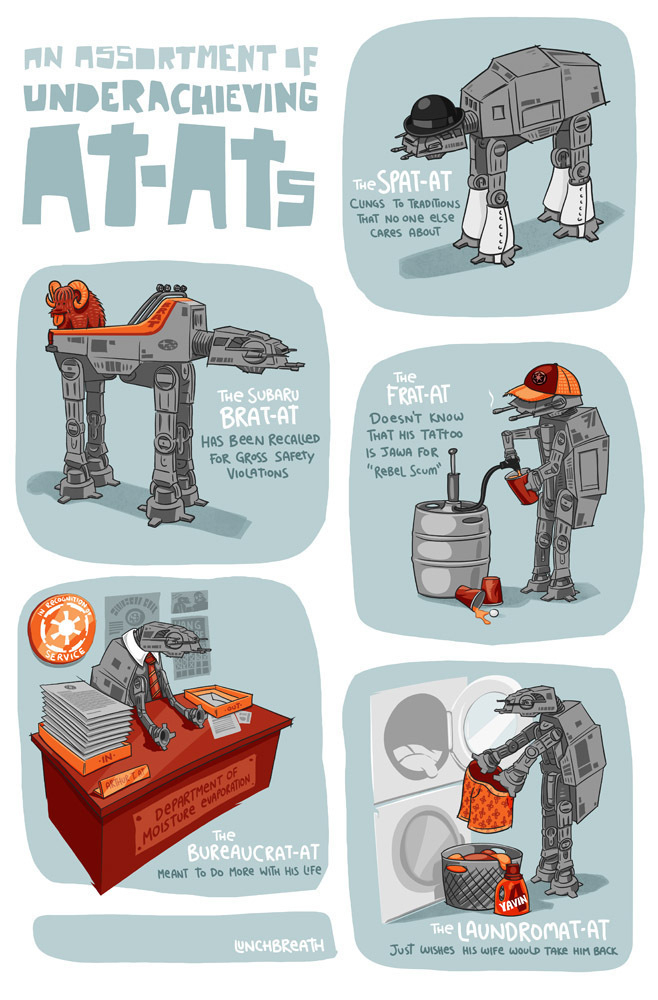 AN ASSORTMENT OF
UNDERACHIEVING
AT-ATs
THE SPAT-AT
CLINGS TO TRADITIONS
THAT NO ONE ELSE
CARES ABOUT
THE SUBARU
BRAT-AT
HAS BEEN RECALLED
FOR GROSS SAFETY
VIOLATIONS
THE
FRAT-AT
DOESN'T KNOW
THAT HIS TATTOO
IS JAWA FOR
"REBEL SCUM"
IN RECOGNITION OF
SERVICE
-IN-
-OUT-
DEPARTMENT OF
MOISTURE EVAPORATION
THE
BUREAUCRAT-AT
MEANT TO DO MORE WITH HIS LIFE
YAVIN
THE LAUNDROMAT-AT
JUST WISHES HIS WIFE WOULD TAKE HIM BACK
LUNCHBREATH